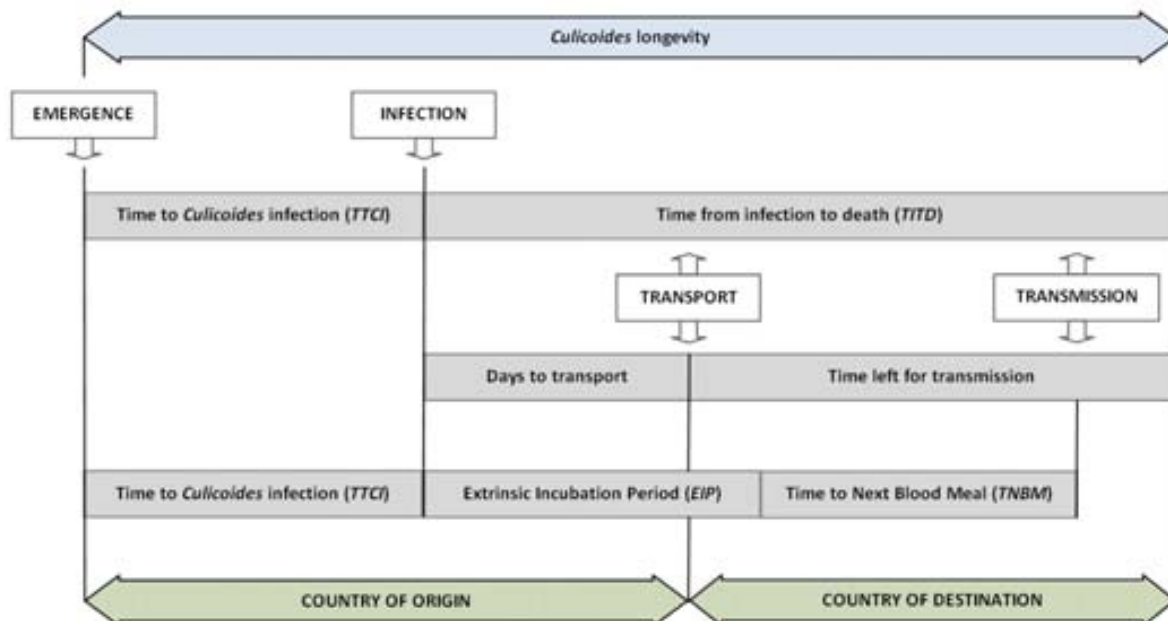 Culicoides longevity
EMERGENCE
INFECTION
Time to Culicoides infection (TTCI)
Time from infection to death (TITD)
TRANSPORT
TRANSMISSION
Days to transport
Time left for transmission
Time to Culicoides infection (TTCI)
Extrinsic Incubation Period (EIP)
Time to Next Blood Meal (TNBM)
COUNTRY OF ORIGIN
COUNTRY OF DESTINATION